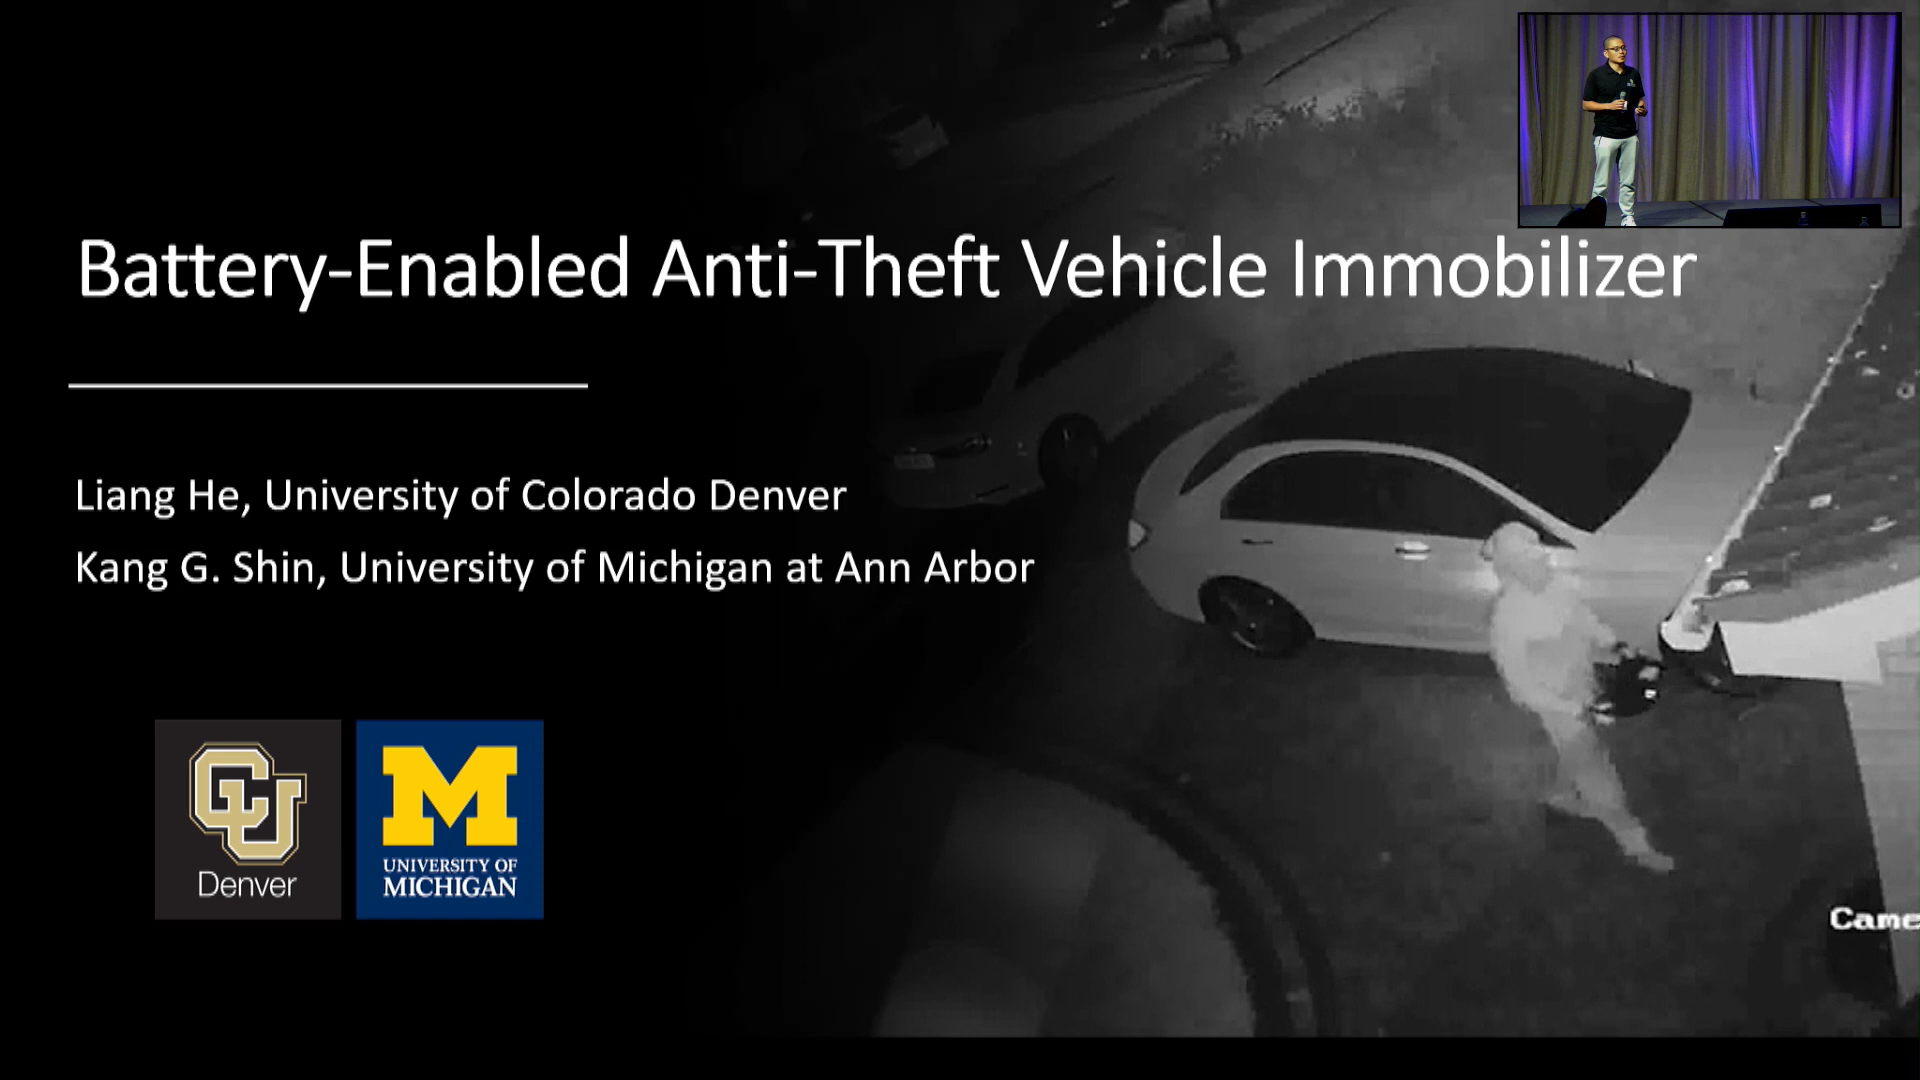 Battery-Enabled Anti-Theft Vehicle Immobilizer
Liang He, University of Colorado Denver
Kang G. Shin, University of Michigan at Ann Arbor
CU
Denver
M
UNIVERSITY OF
MICHIGAN
Came